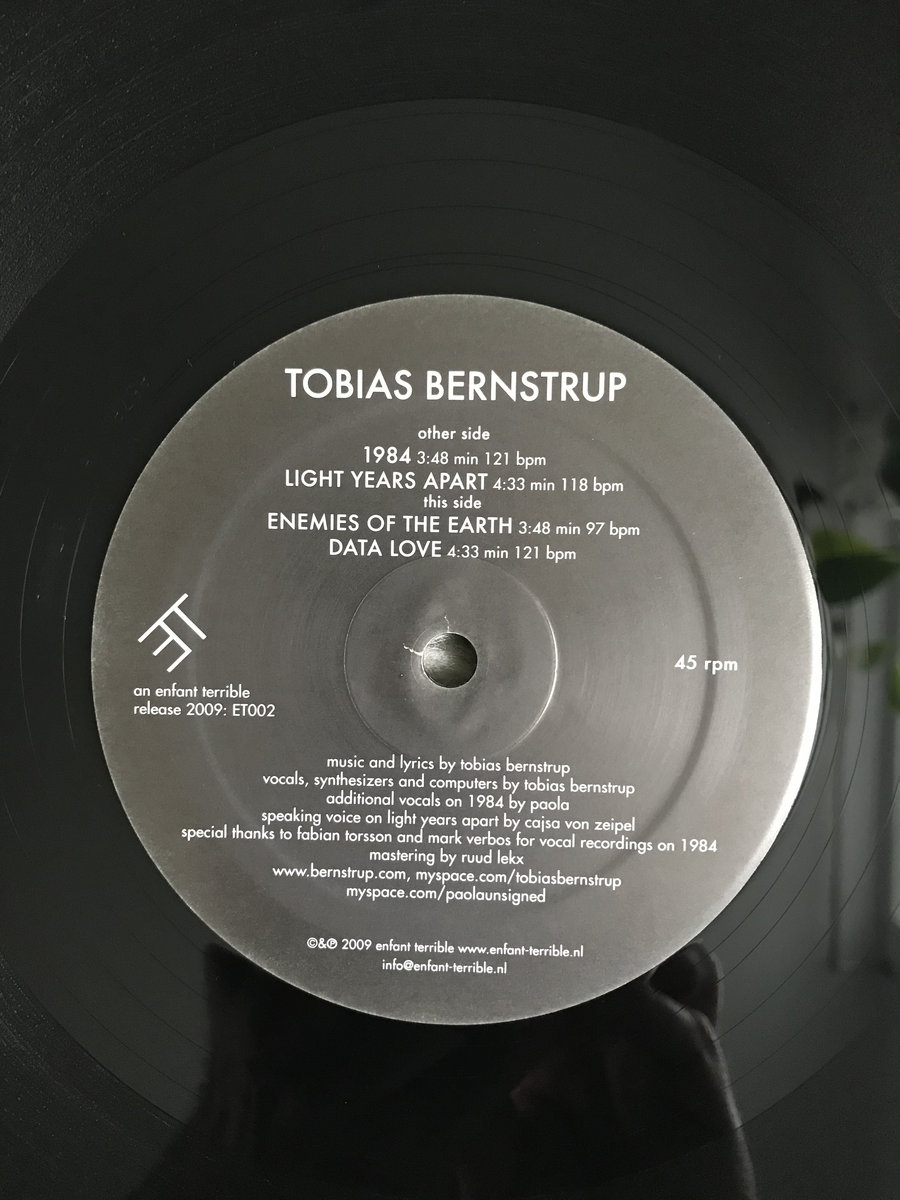 TOBIAS BERNSTRUP
other side
1984 3:48 min 121 bpm
LIGHT YEARS APART 4:33 min 118 bpm
this side
ENEMIES OF THE EARTH 3:48 min 97 bpm
DATA LOVE 4:33 min 121 bpm
ET
45 rpm
an enfant terrible
release 2009: ET002
music and lyrics by tobias bernstrup
vocals, synthesizers and computers by tobias bernstrup
additional vocals on 1984 by paola
speaking voice on light years apart by cajsa von zeipel
special thanks to fabian torsson and mark verbos for vocal recordings on 1984
mastering by ruud lekx
www.bernstrup.com, myspace.com/tobiasbernstrup
myspace.com/paolaunsigned
©&℗ 2009 enfant terrible www.enfant-terrible.nl
info@enfant-terrible.nl